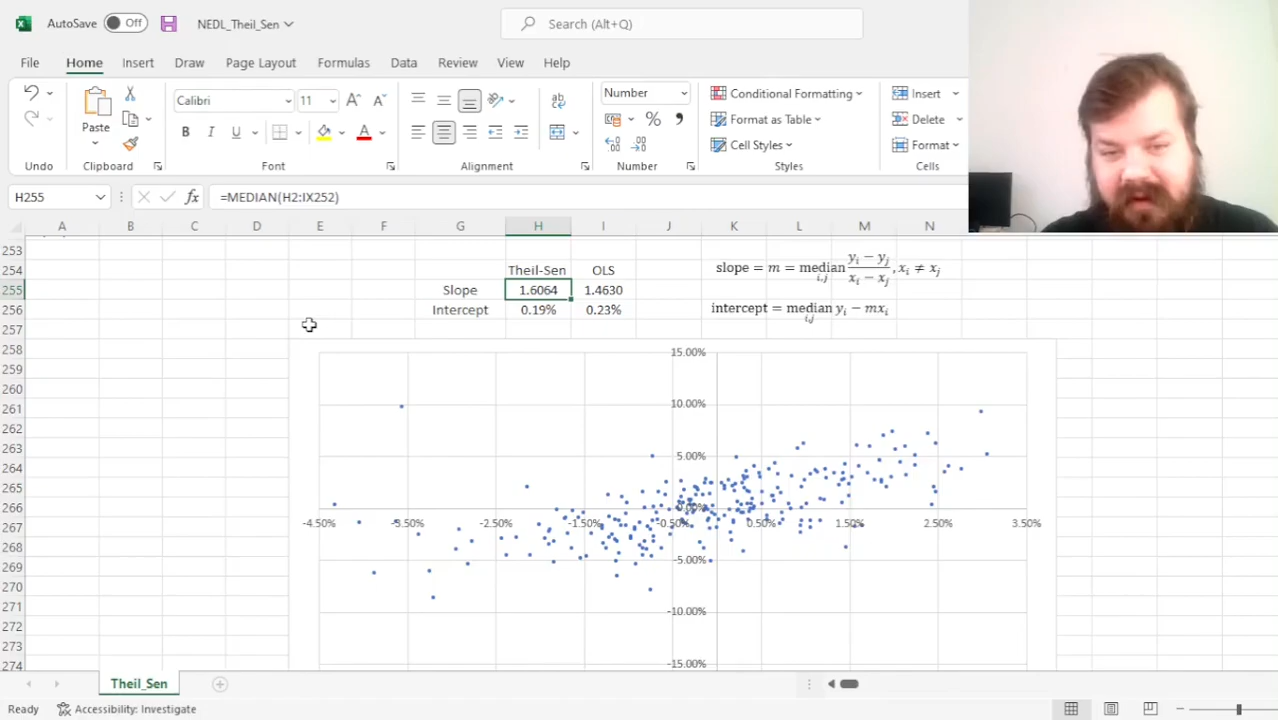 AutoSave Off NEDL_Theil_Sen Search (Alt+Q)
File Home Insert Draw Page Layout Formulas Data Review View Help
Calibri 11 Number Conditional Formatting Insert
Paste Format as Table Delete
B I U A Cell Styles Format
Undo Clipboard Font Alignment Number Styles Cells
H255 fx =MEDIAN(H2:IX252)
A B C D E F G H I J K L M N
253
254 Theil-Sen OLS slope = m = median i,j (yi − yj)/(xi − xj), xi ≠ xj
255 Slope 1.6064 1.4630
256 Intercept 0.19% 0.23% intercept = median i,j yi − mxi
257
258 15.00%
259
260
261 10.00%
262
263 5.00%
264
265
266 0.00%
267 -4.50% -3.50% -2.50% -1.50% -0.50% 0.50% 1.50% 2.50% 3.50%
268
269 -5.00%
270
271 -10.00%
272
273
274 -15.00%
Theil_Sen
Ready Accessibility: Investigate